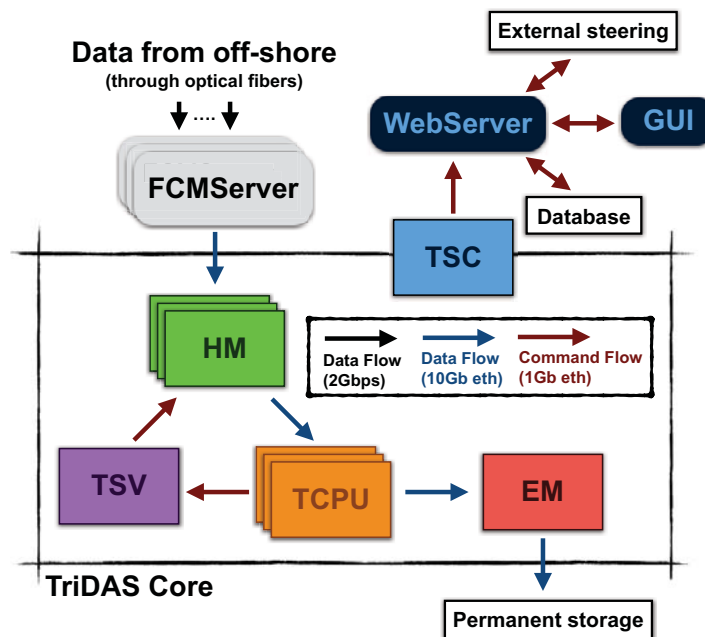 Data from off-shore
(through optical fibers)
....
FCMServer
External steering
WebServer
GUI
Database
TSC
HM
Data Flow
(2Gbps)
Data Flow
(10Gb eth)
Command Flow
(1Gb eth)
TSV
TCPU
EM
TriDAS Core
Permanent storage